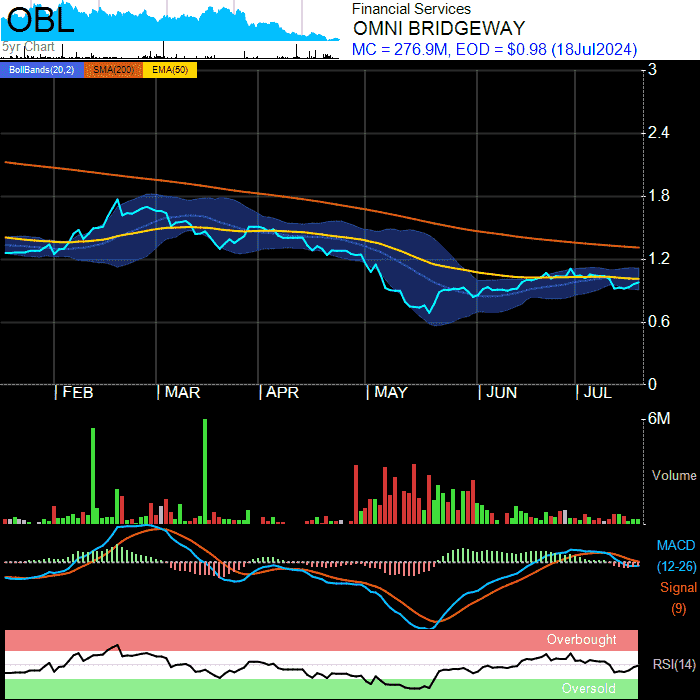 OBL
5yr Chart
Financial Services
OMNI BRIDGEWAY
MC = 276.9M, EOD = $0.98 (18Jul2024)
BollBands(20,2) SMA(200) EMA(50)
3
2.4
1.8
1.2
0.6
0
FEB MAR APR MAY JUN JUL
6M
Volume
MACD
(12-26)
Signal
(9)
Overbought
RSI(14)
Oversold